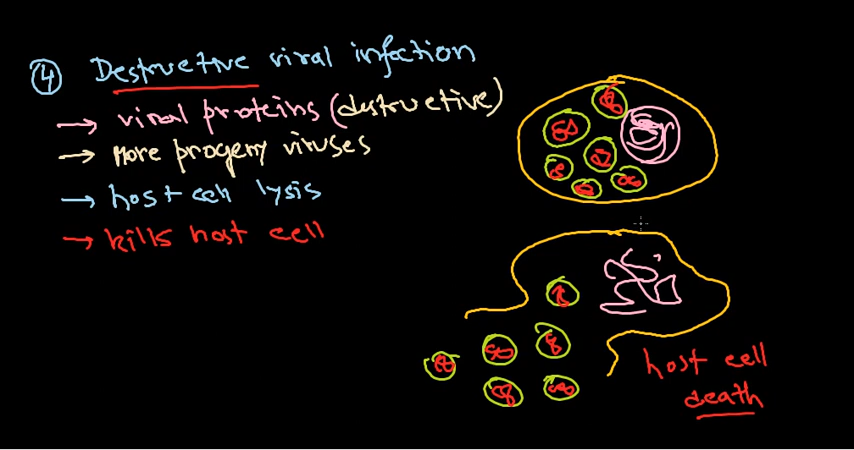 4 Destructive viral infection
→ viral proteins (destructive)
→ More progeny viruses
→ host cell lysis
→ kills host cell
host cell
death